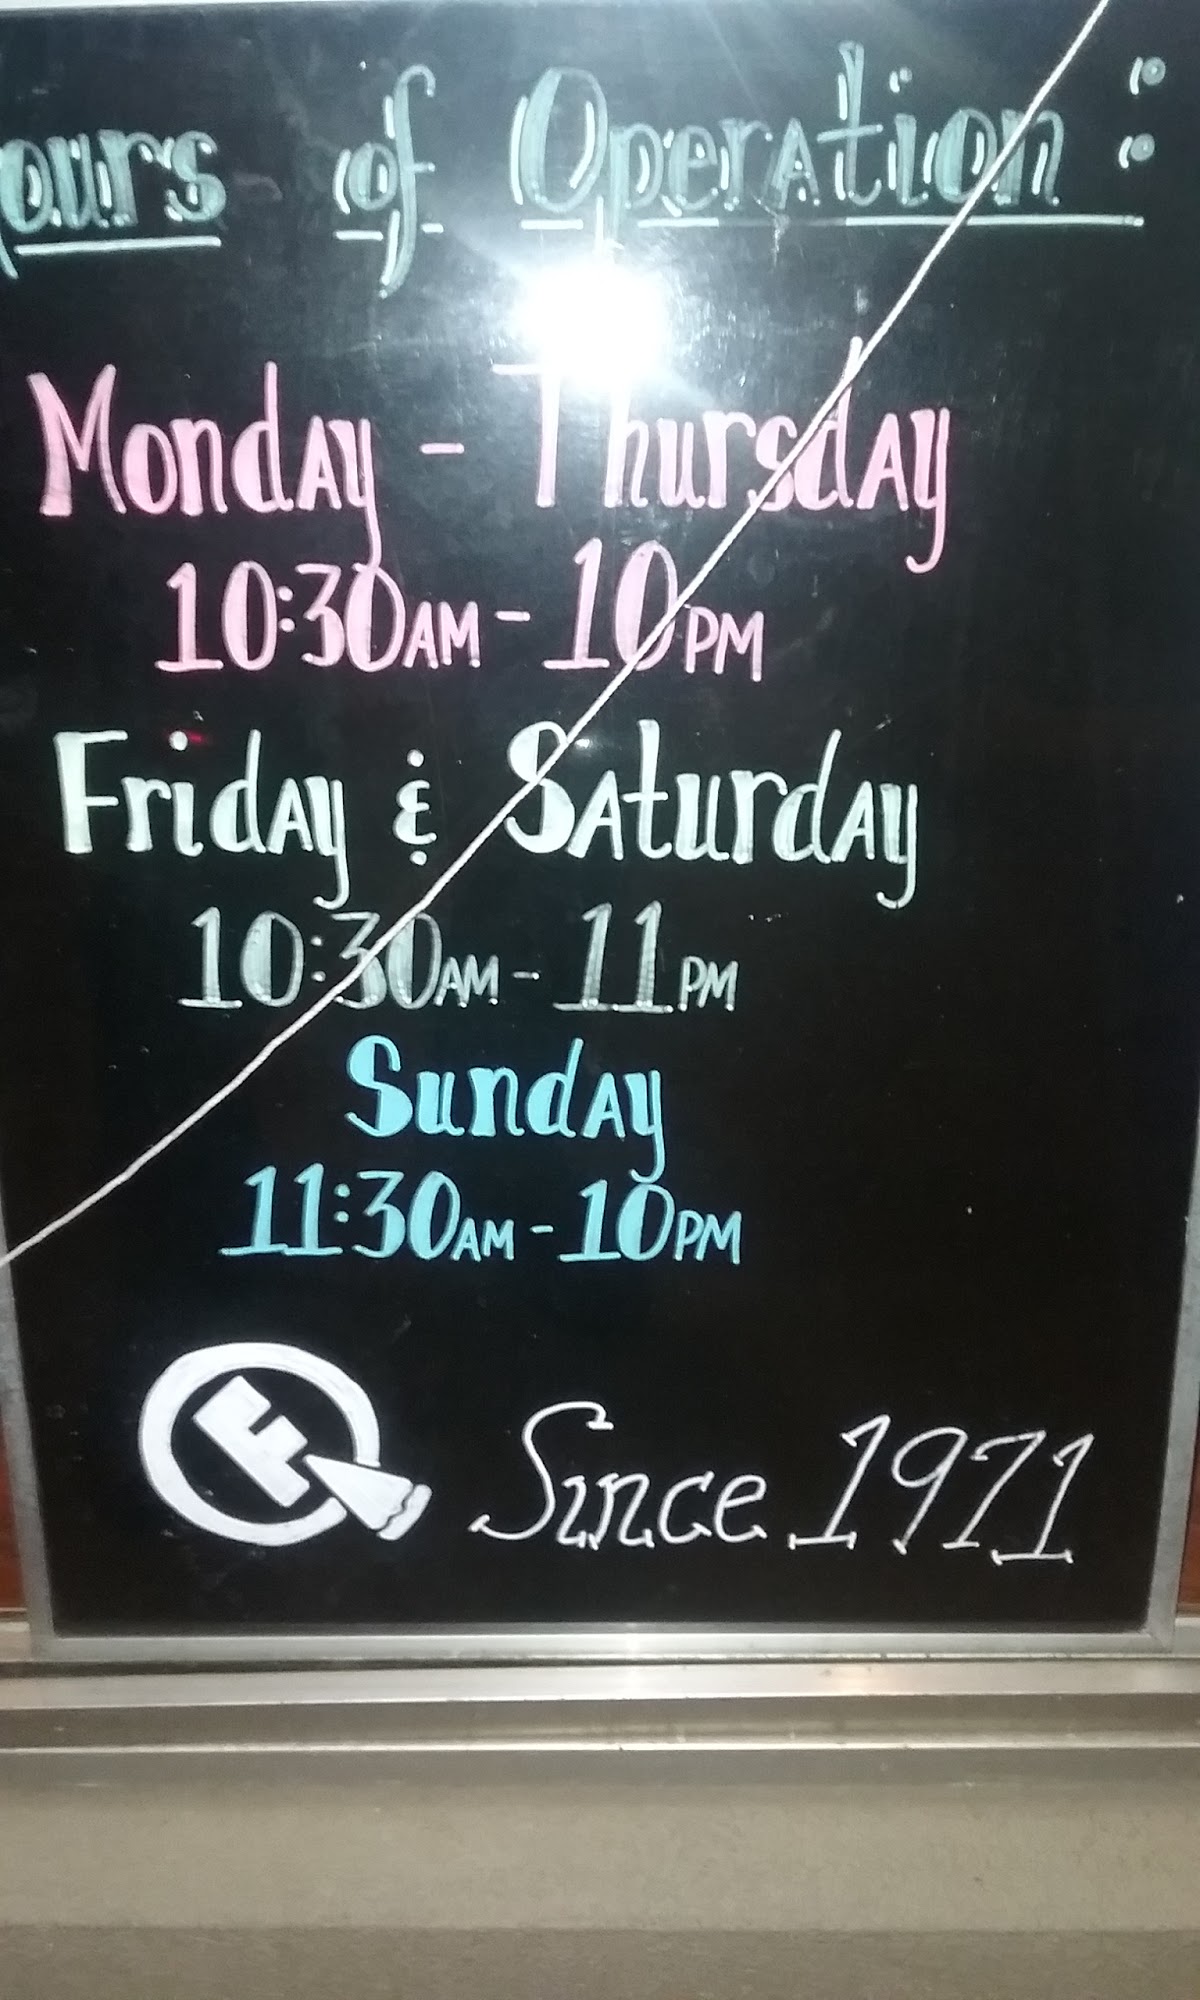 ours of Operation:
Monday - Thursday
10:30AM - 10PM
Friday & Saturday
10:30AM - 11PM
Sunday
11:30AM - 10PM
F Since 1971